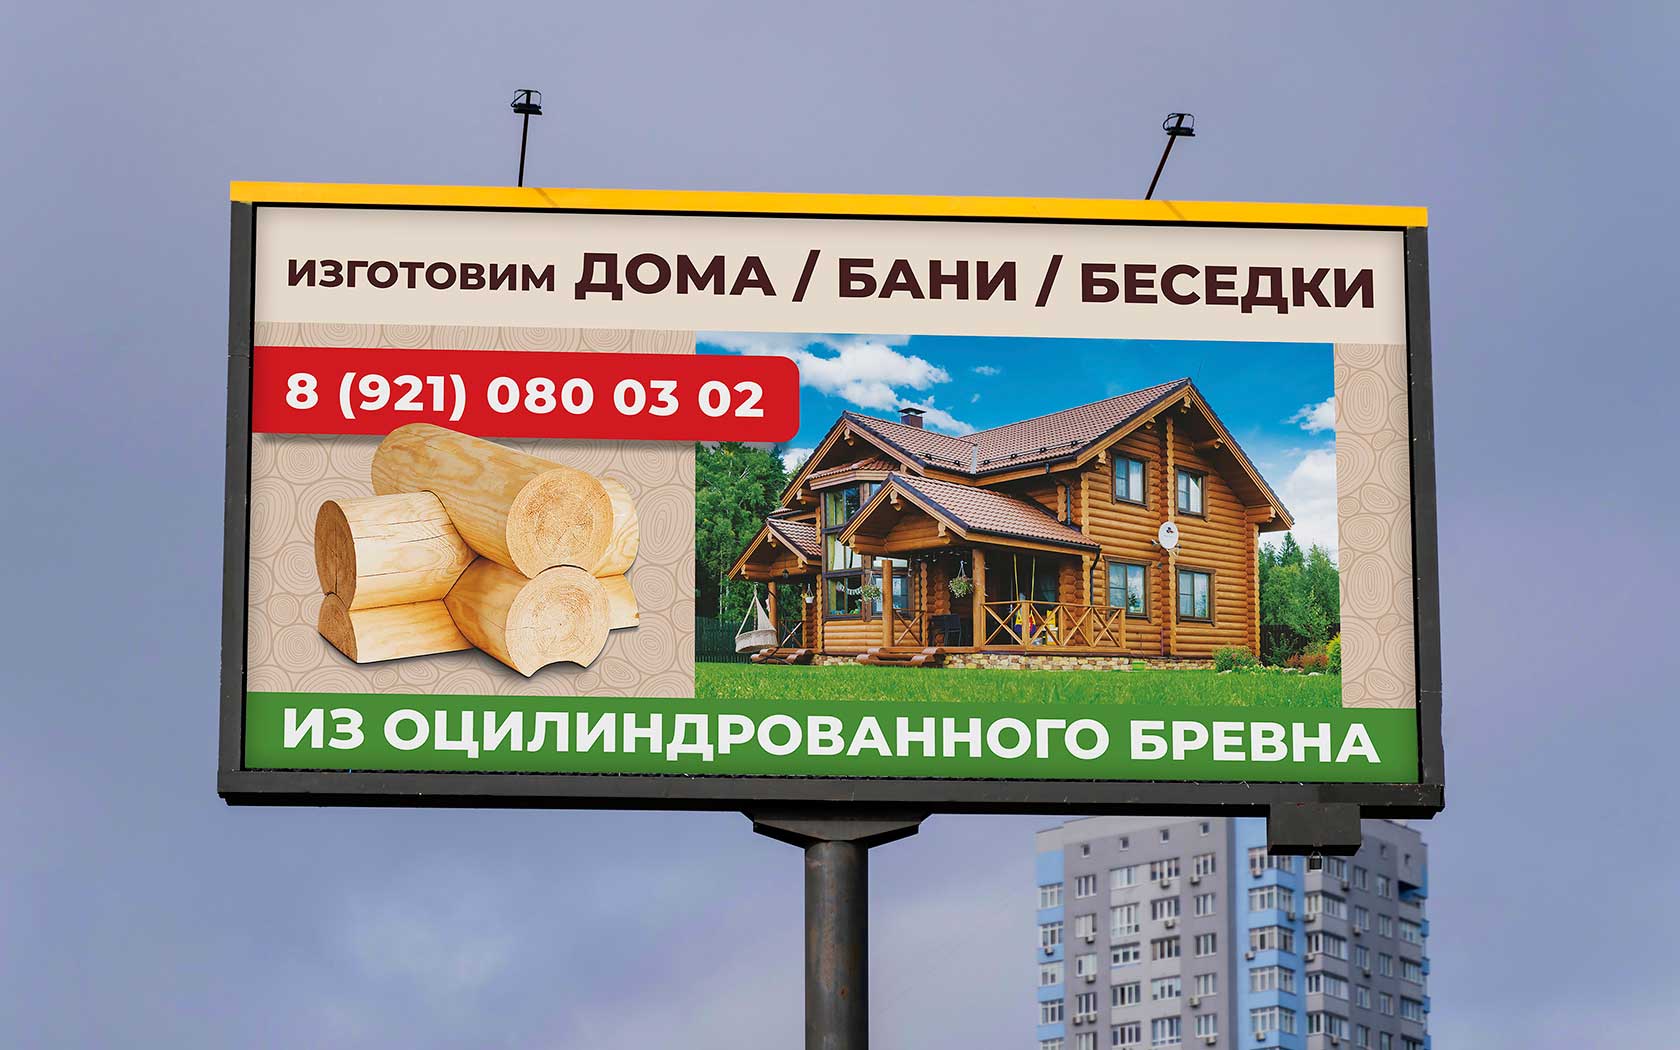 изготовим ДОМА / БАНИ / БЕСЕДКИ
8 (921) 080 03 02
ИЗ ОЦИЛИНДРОВАННОГО БРЕВНА